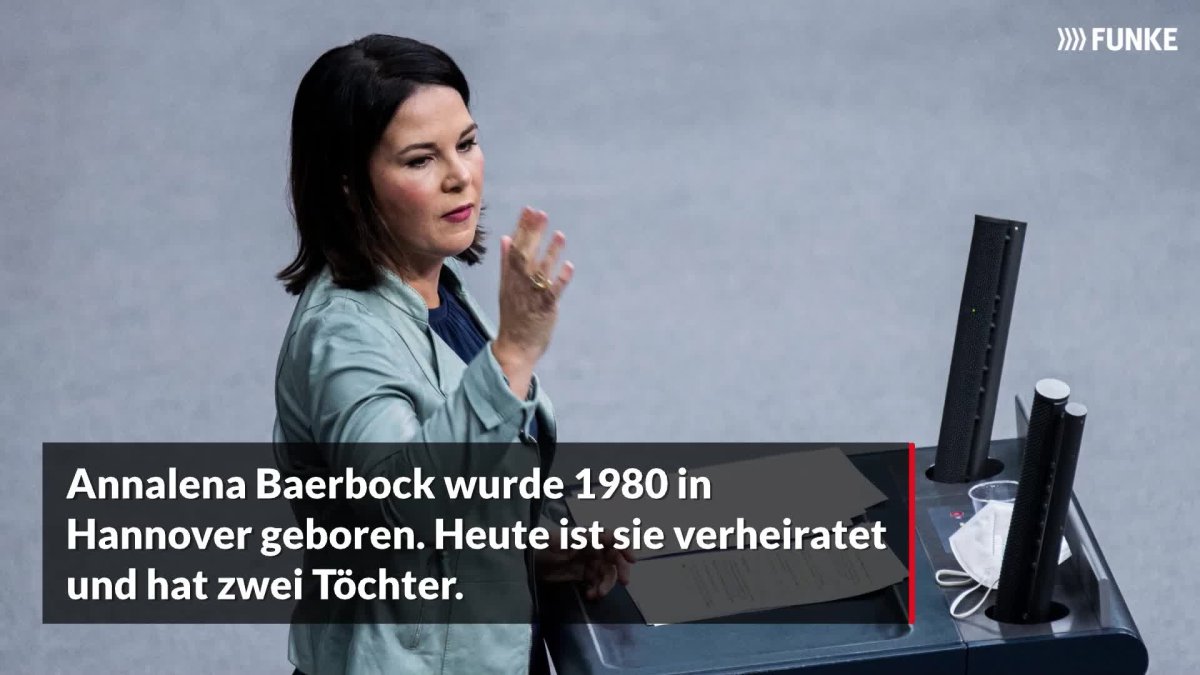 FUNKE
Annalena Baerbock wurde 1980 in
Hannover geboren. Heute ist sie verheiratet
und hat zwei Töchter.